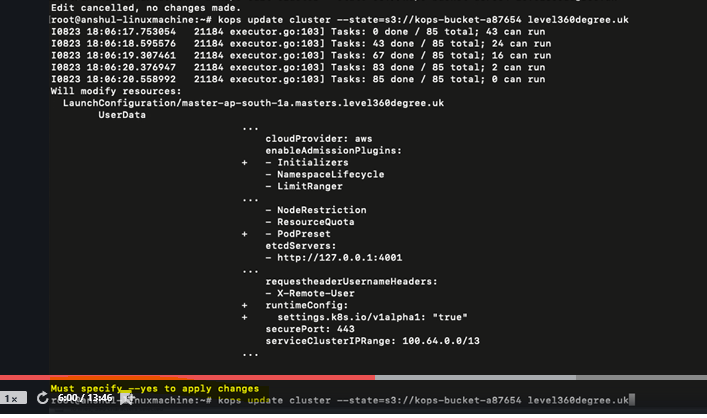 Edit cancelled, no changes made.
root@anshul-linuxmachine:~# kops update cluster --state=s3://kops-bucket-a87654 level360degree.uk
I0823 18:06:17.753054 21184 executor.go:103] Tasks: 0 done / 85 total; 43 can run
I0823 18:06:18.595576 21184 executor.go:103] Tasks: 43 done / 85 total; 24 can run
I0823 18:06:19.307461 21184 executor.go:103] Tasks: 67 done / 85 total; 16 can run
I0823 18:06:20.376947 21184 executor.go:103] Tasks: 83 done / 85 total; 2 can run
I0823 18:06:20.558992 21184 executor.go:103] Tasks: 85 done / 85 total; 0 can run
Will modify resources:
LaunchConfiguration/master-ap-south-1a.masters.level360degree.uk
UserData
...
cloudProvider: aws
enableAdmissionPlugins:
+ - Initializers
- NamespaceLifecycle
- LimitRanger
...
- NodeRestriction
- ResourceQuota
+ - PodPreset
etcdServers:
- http://127.0.0.1:4001
...
requestheaderUsernameHeaders:
- X-Remote-User
+ runtimeConfig:
+ settings.k8s.io/v1alpha1: "true"
securePort: 443
serviceClusterIPRange: 100.64.0.0/13
...
Must specify --yes to apply changes
root@anshul-linuxmachine:~# kops update cluster --state=s3://kops-bucket-a87654 level360degree.uk
1x 6:00 / 13:46